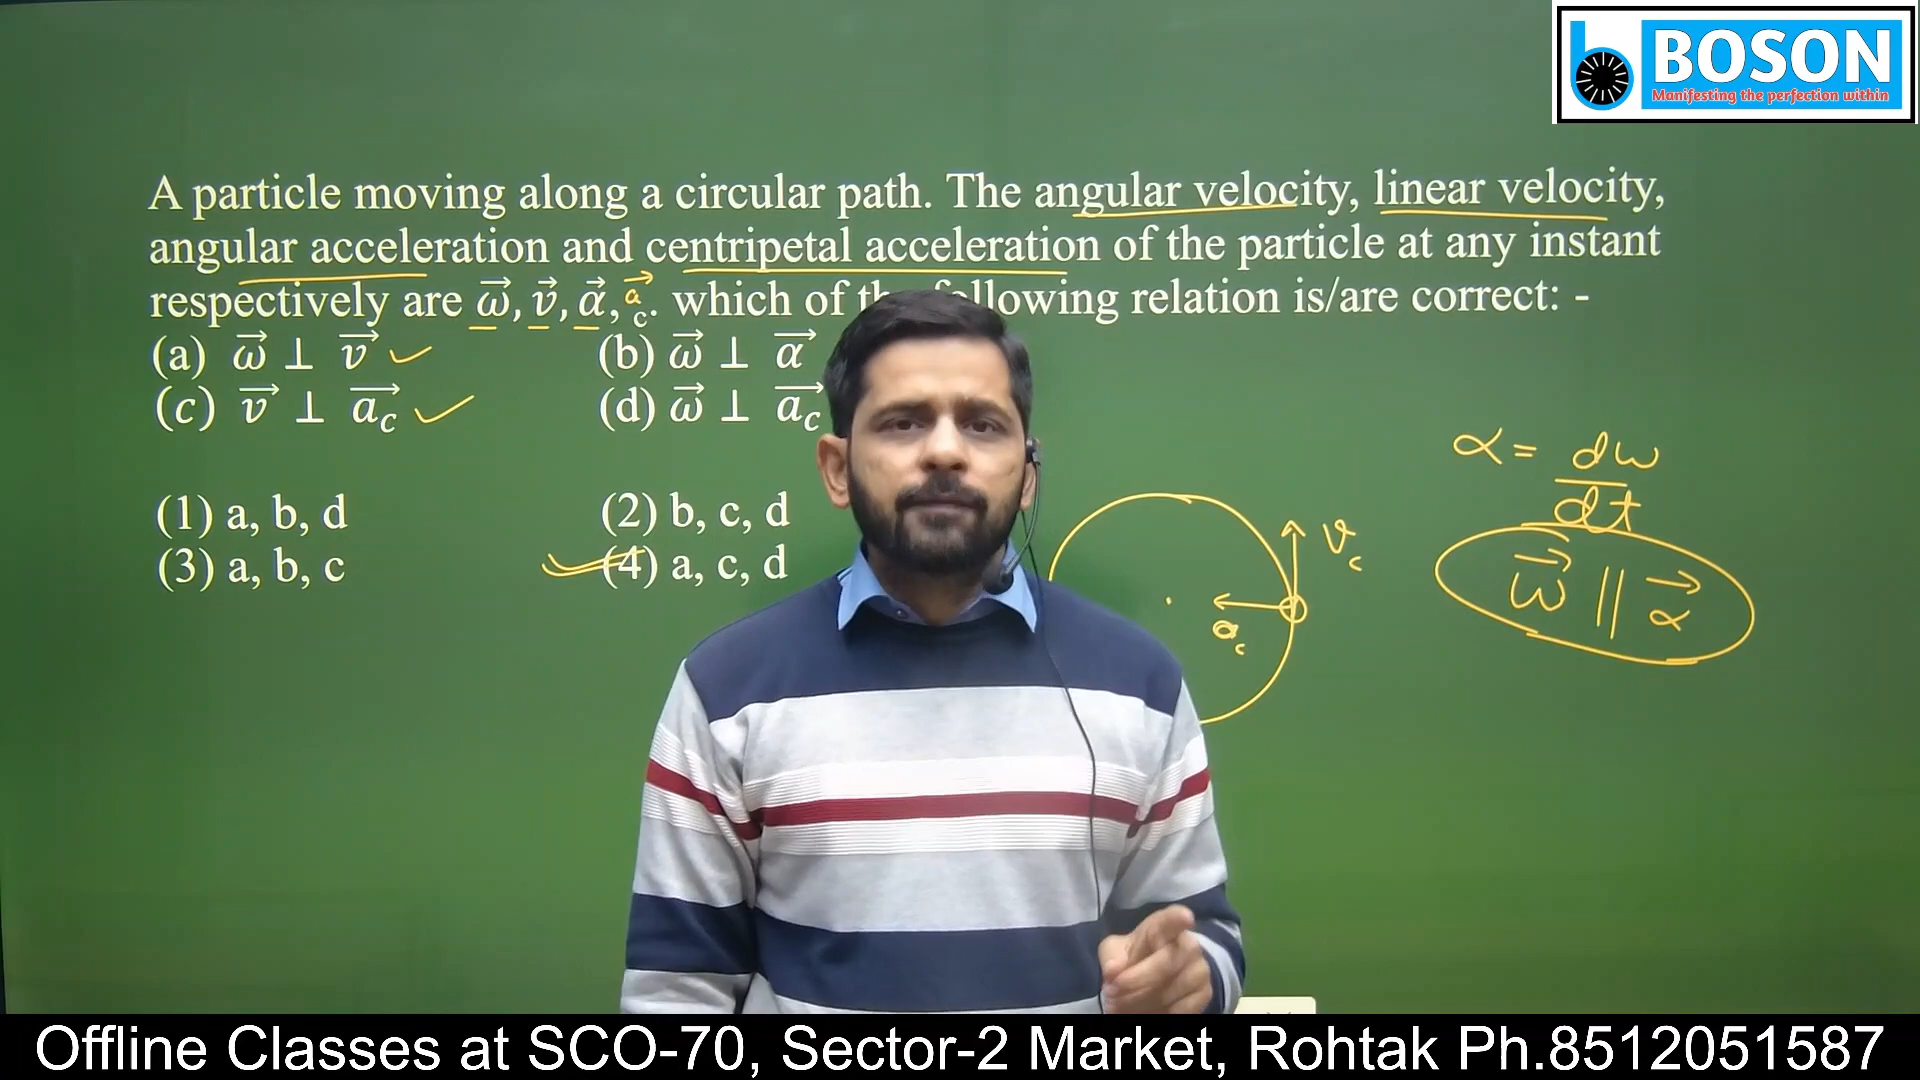 BOSON
Manifesting the perfection within
A particle moving along a circular path. The angular velocity, linear velocity,
angular acceleration and centripetal acceleration of the particle at any instant
respectively are ω⃗, v⃗, α⃗, a⃗c. which of the following relation is/are correct: -
(a) ω⃗ ⊥ v⃗ ✓ (b) ω⃗ ⊥ α⃗
(c) v⃗ ⊥ a⃗c ✓ (d) ω⃗ ⊥ a⃗c
(1) a, b, d (2) b, c, d
(3) a, b, c (4) a, c, d
α = dω/dt
ω⃗ || α⃗
vc
ac
Offline Classes at SCO-70, Sector-2 Market, Rohtak Ph.8512051587